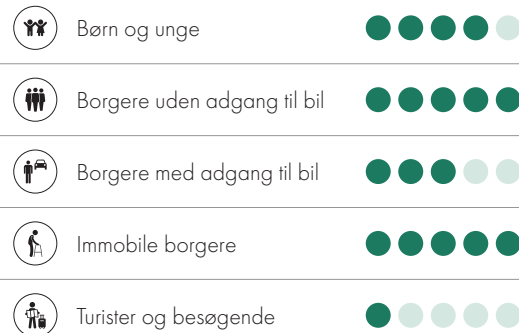 Børn og unge
Borgere uden adgang til bil
Borgere med adgang til bil
Immobile borgere
Turister og besøgende